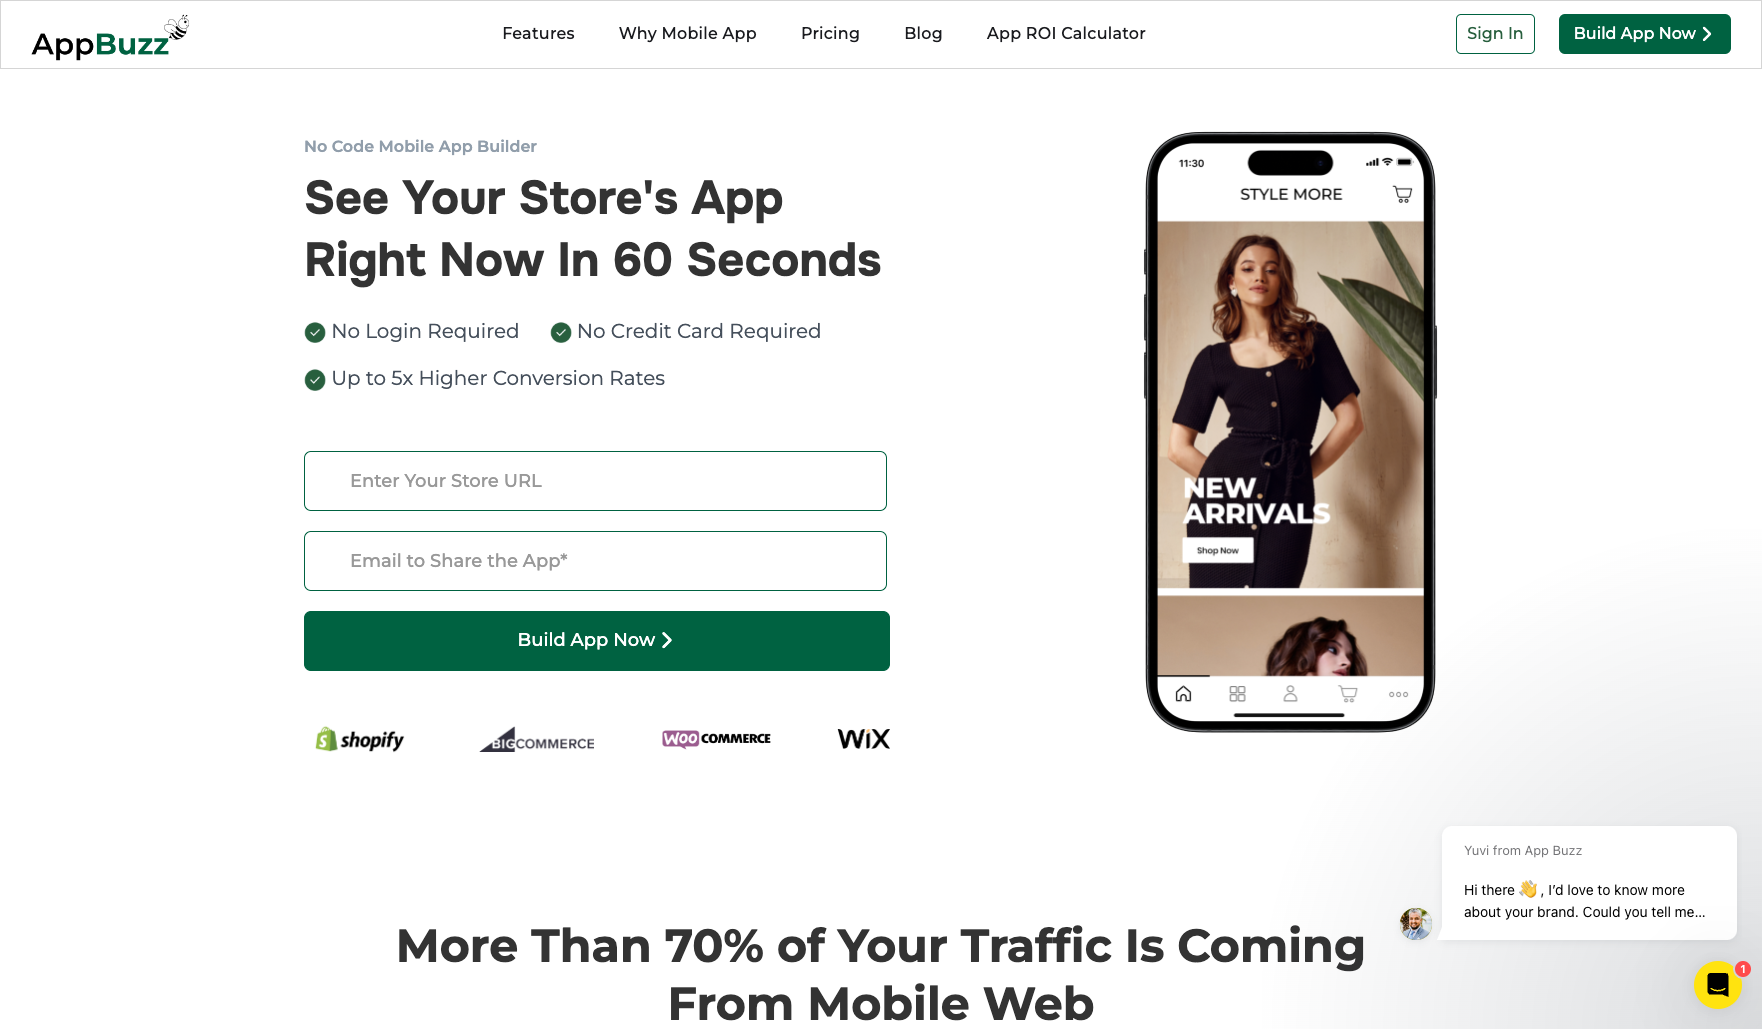 AppBuzz
Features
Why Mobile App
Pricing
Blog
App ROI Calculator
Sign In
Build App Now
No Code Mobile App Builder
See Your Store's App
Right Now In 60 Seconds
No Login Required
No Credit Card Required
Up to 5x Higher Conversion Rates
Enter Your Store URL
Email to Share the App*
Build App Now
shopify
BIGCOMMERCE
WOO COMMERCE
WiX
11:30
STYLE MORE
NEW
ARRIVALS
Shop Now
Yuvi from App Buzz
Hi there 👋 , I'd love to know more
about your brand. Could you tell me...
1
More Than 70% of Your Traffic Is Coming
From Mobile Web